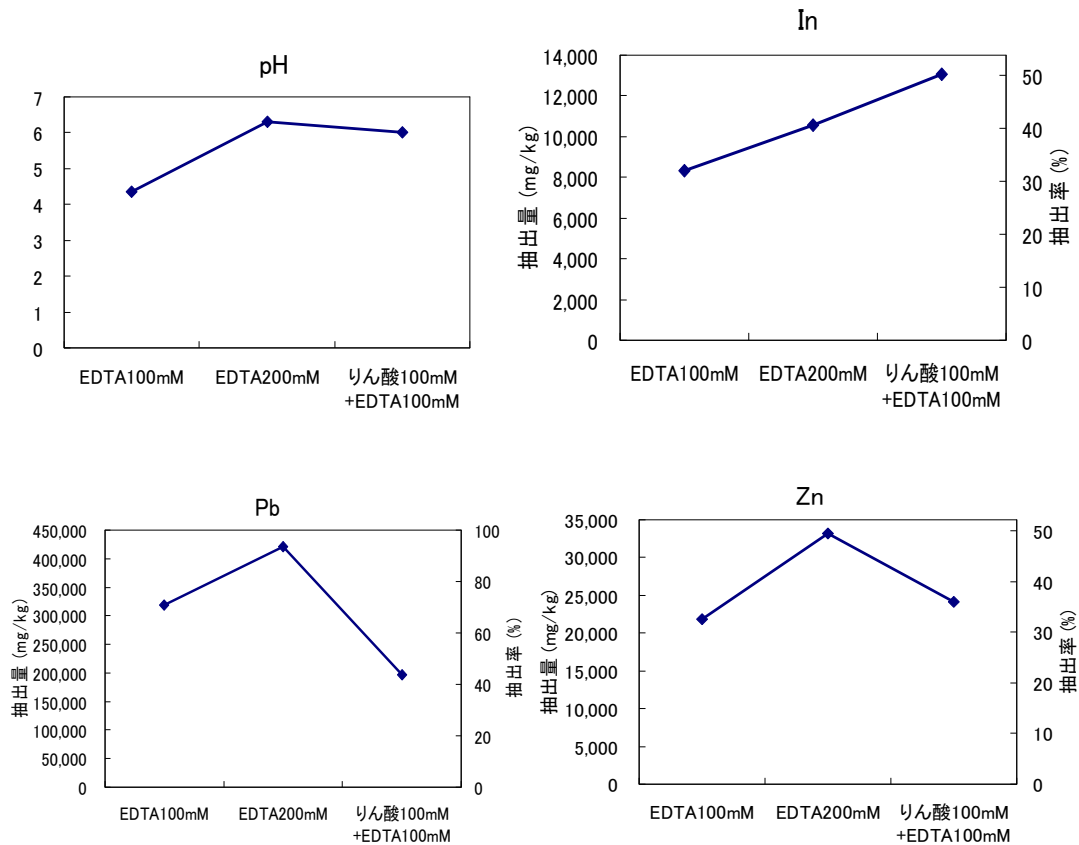 pH
7
6
5
4
3
2
1
0
EDTA100mM
EDTA200mM
りん酸100mM
+EDTA100mM
In
抽出量 (mg/kg)
14,000
12,000
10,000
8,000
6,000
4,000
2,000
0
50
40
30
20
10
0
抽出率 (%)
EDTA100mM
EDTA200mM
りん酸100mM
+EDTA100mM
Pb
抽出量 (mg/kg)
450,000
400,000
350,000
300,000
250,000
200,000
150,000
100,000
50,000
0
100
80
60
40
20
0
抽出率 (%)
EDTA100mM
EDTA200mM
りん酸100mM
+EDTA100mM
Zn
抽出量 (mg/kg)
35,000
30,000
25,000
20,000
15,000
10,000
5,000
0
50
40
30
20
10
0
抽出率 (%)
EDTA100mM
EDTA200mM
りん酸100mM
+EDTA100mM